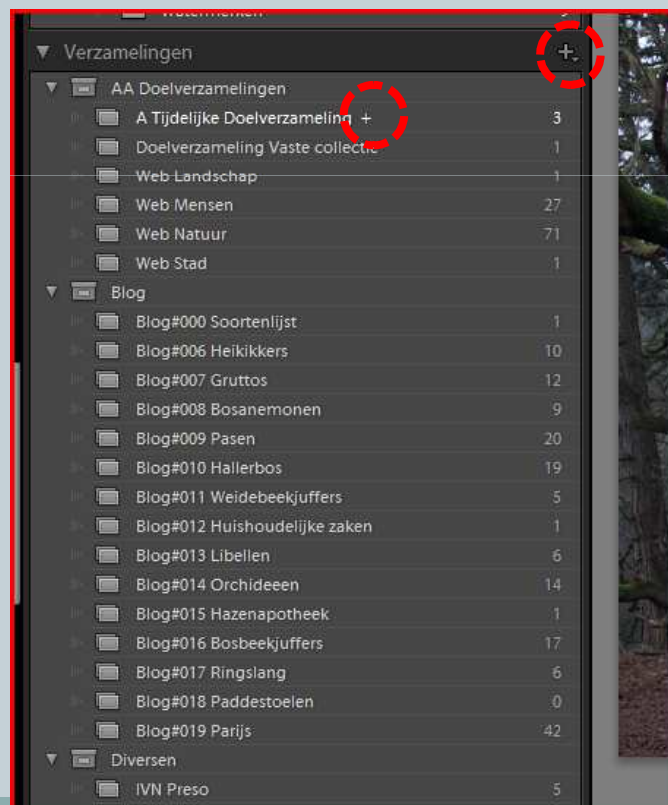 Watermerken 3
Verzamelingen +
AA Doelverzamelingen
A Tijdelijke Doelverzameling + 3
Doelverzameling Vaste collectie 1
Web Landschap 1
Web Mensen 27
Web Natuur 71
Web Stad 1
Blog
Blog#000 Soortenlijst 1
Blog#006 Heikikkers 10
Blog#007 Gruttos 12
Blog#008 Bosanemonen 9
Blog#009 Pasen 20
Blog#010 Hallerbos 19
Blog#011 Weidebeekjuffers 5
Blog#012 Huishoudelijke zaken 1
Blog#013 Libellen 6
Blog#014 Orchideeen 14
Blog#015 Hazenapotheek 1
Blog#016 Bosbeekjuffers 17
Blog#017 Ringslang 6
Blog#018 Paddestoelen 0
Blog#019 Parijs 42
Diversen
IVN Preso 5